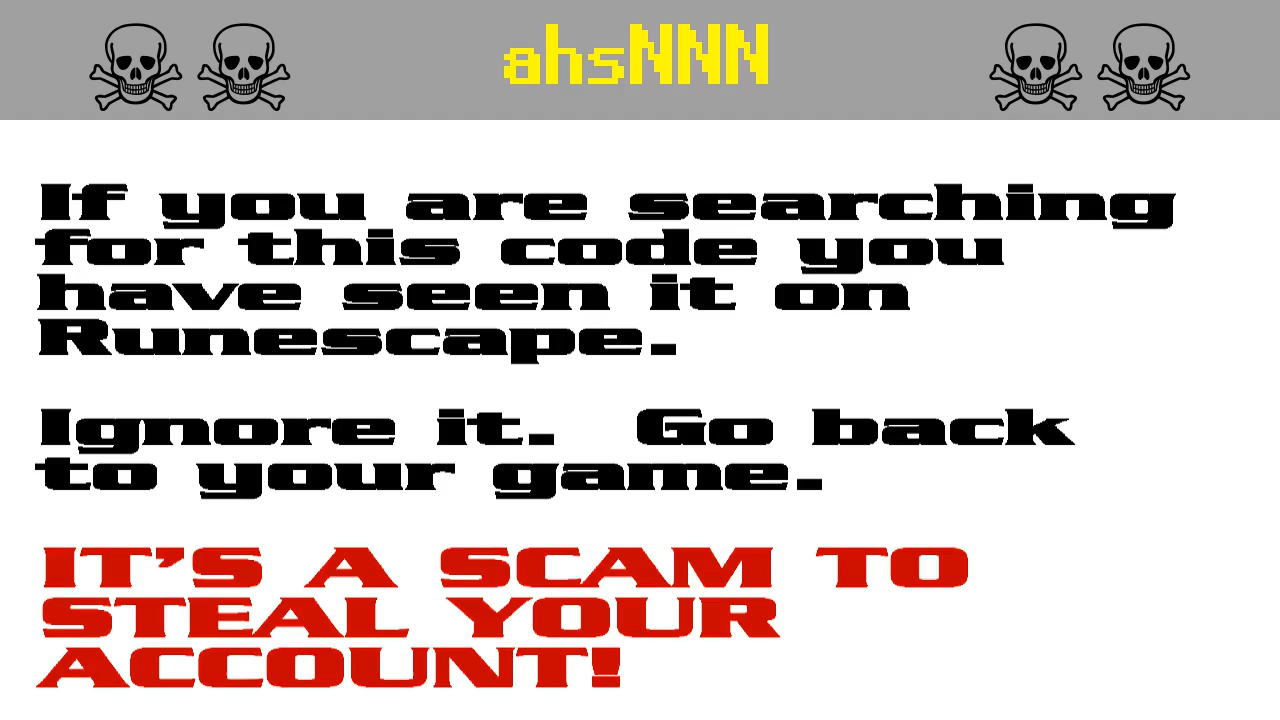 ahsNNN
If you are searching
for this code you
have seen it on
Runescape.
Ignore it. Go back
to your game.
IT'S A SCAM TO
STEAL YOUR
ACCOUNT!